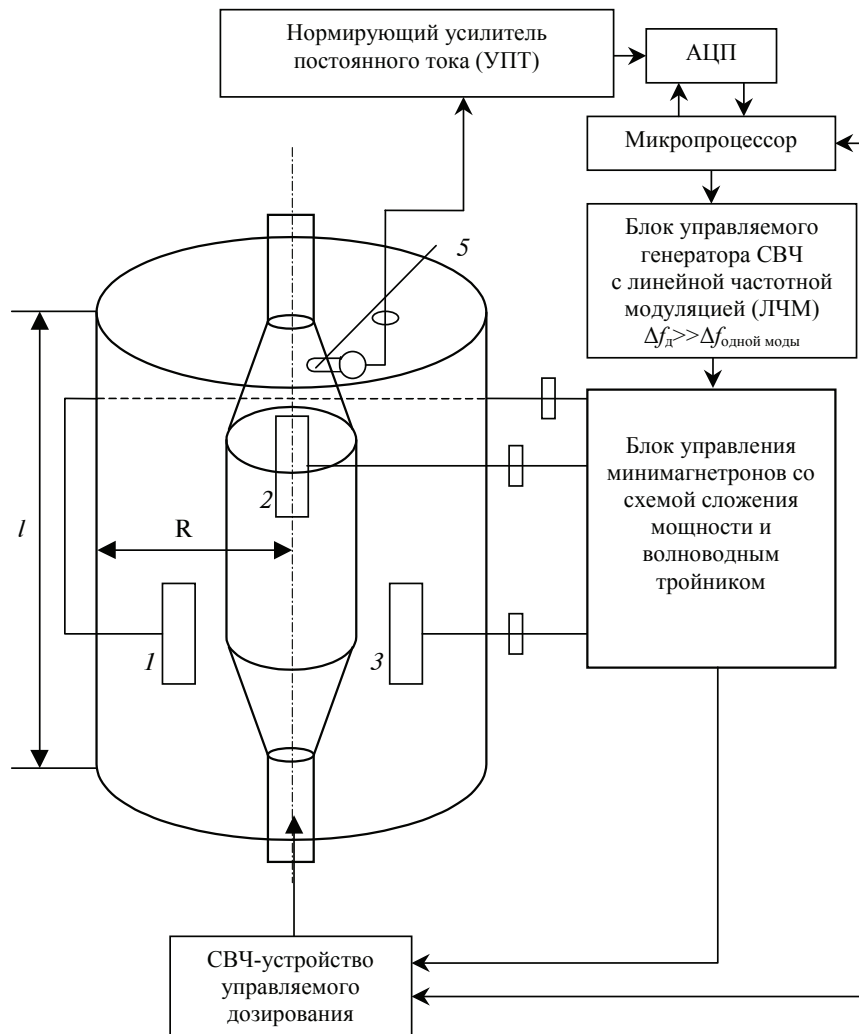 Нормирующий усилитель
постоянного тока (УПТ)
АЦП
Микропроцессор
Блок управляемого
генератора СВЧ
с линейной частотной
модуляцией (ЛЧМ)
Δfд>>Δfодной моды
5
Блок управления
минимагнетронов со
схемой сложения
мощности и
волноводным
тройником
2
l
R
1
3
СВЧ-устройство
управляемого
дозирования